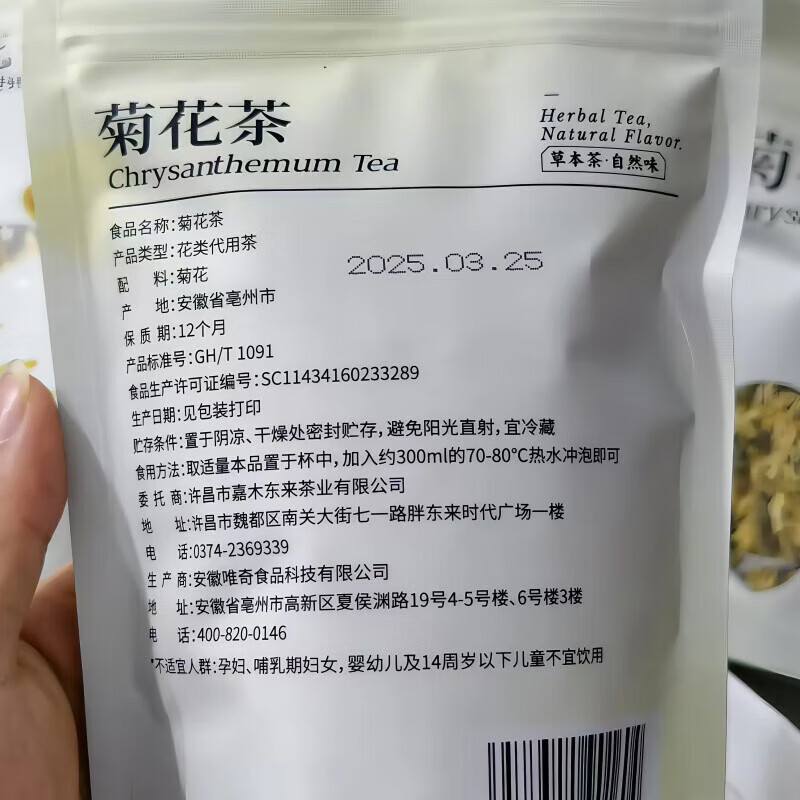 菊花茶
Chrysanthemum Tea
Herbal Tea,
Natural Flavor.
草本茶·自然味
食品名称:菊花茶
产品类型:花类代用茶
配 料:菊花
2025.03.25
产 地:安徽省亳州市
保质期:12个月
产品标准号:GH/T 1091
食品生产许可证编号:SC11434160233289
生产日期:见包装打印
贮存条件:置于阴凉、干燥处密封贮存,避免阳光直射,宜冷藏
食用方法:取适量本品置于杯中,加入约300ml的70-80°C热水冲泡即可
委托商:许昌市嘉木东来茶业有限公司
地 址:许昌市魏都区南关大街七一路胖东来时代广场一楼
电 话:0374-2369339
生产商:安徽唯奇食品科技有限公司
地 址:安徽省亳州市高新区夏侯渊路19号4-5号楼、6号楼3楼
电 话:400-820-0146
*不适宜人群:孕妇、哺乳期妇女,婴幼儿及14周岁以下儿童不宜饮用